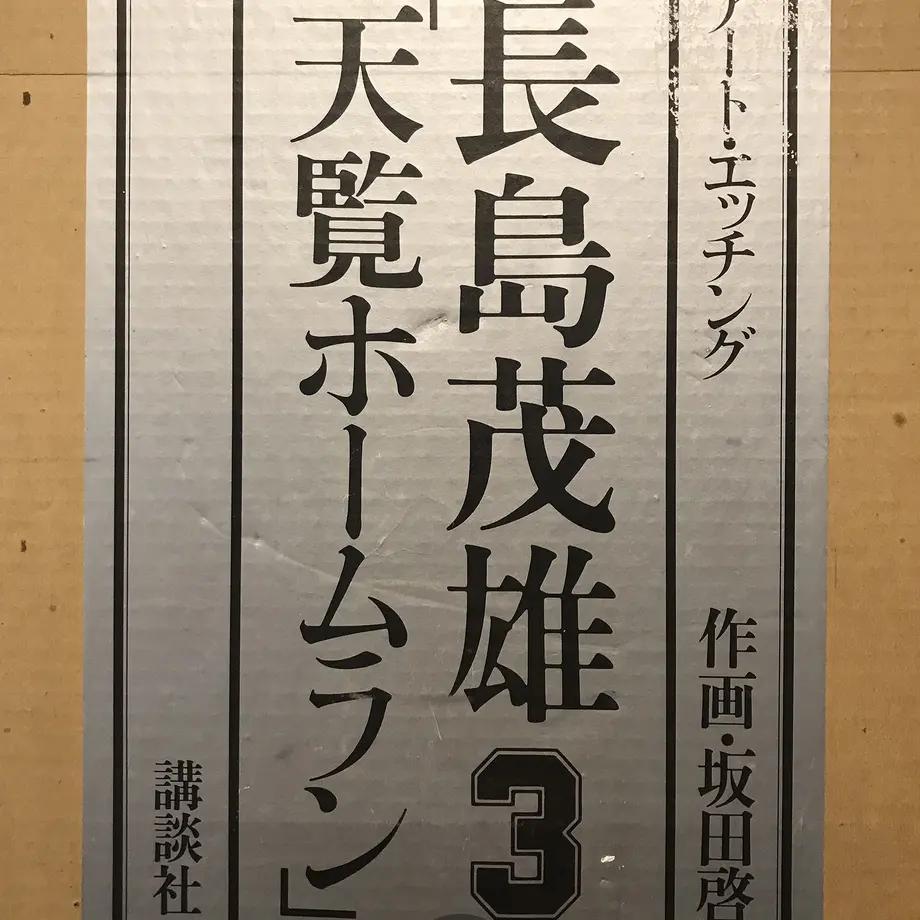 アート・エッチング
作画・坂田啓
長島茂雄3
「天覧ホームラン」
講談社